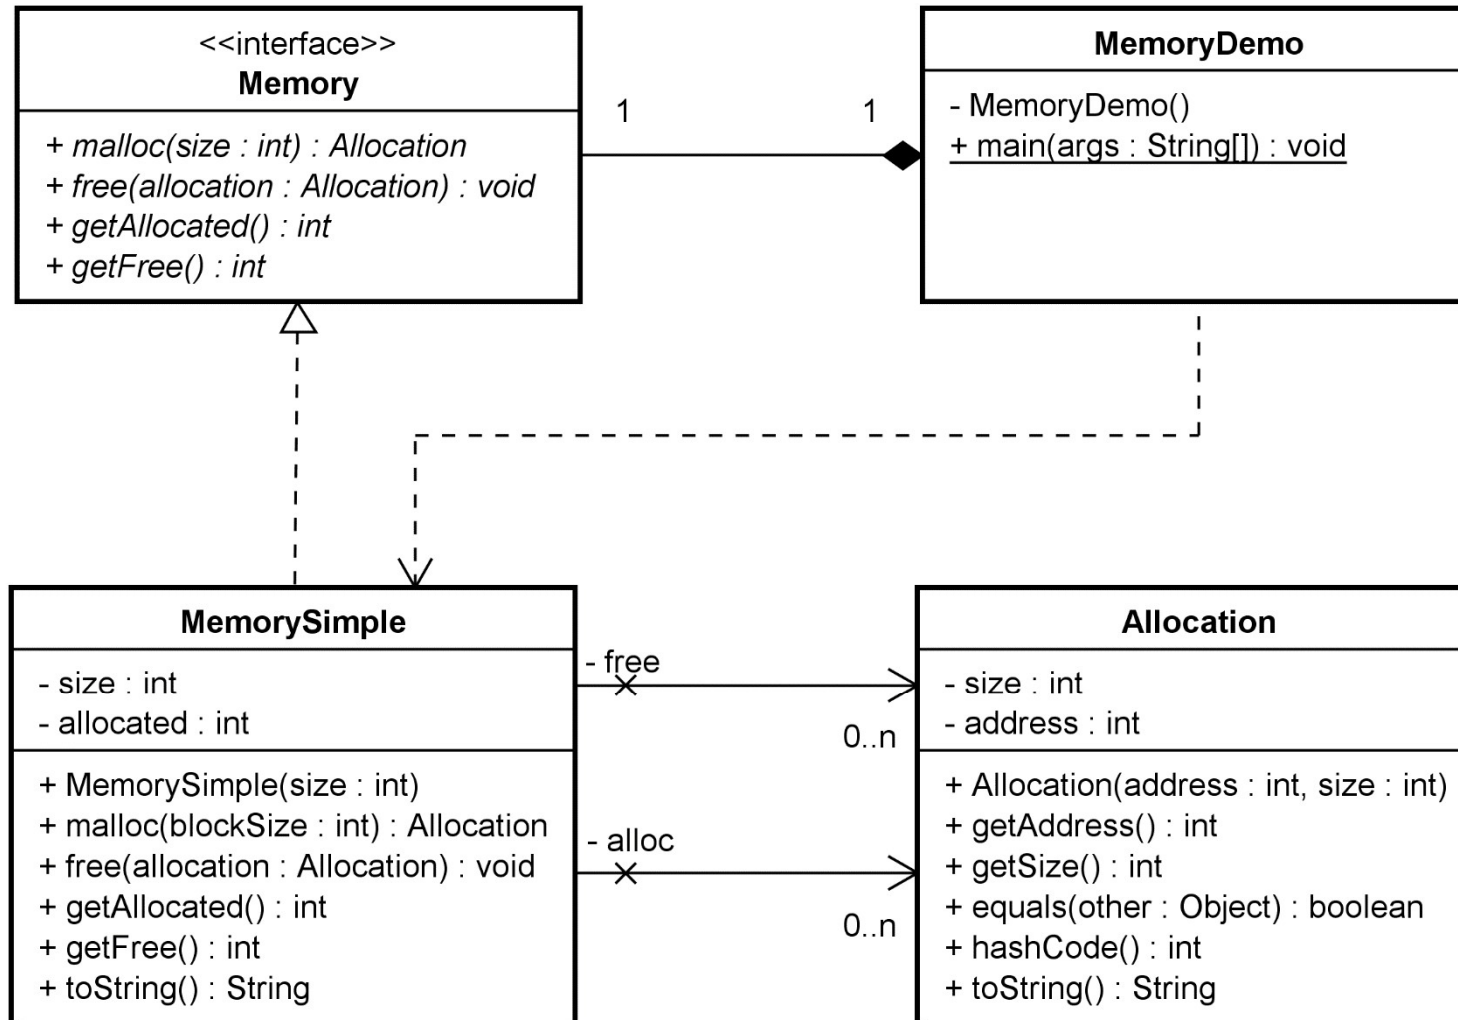 <<interface>>
Memory
+ malloc(size : int) : Allocation
+ free(allocation : Allocation) : void
+ getAllocated() : int
+ getFree() : int
1
1
MemoryDemo
- MemoryDemo()
+ main(args : String[]) : void
MemorySimple
- size : int
- allocated : int
+ MemorySimple(size : int)
+ malloc(blockSize : int) : Allocation
+ free(allocation : Allocation) : void
+ getAllocated() : int
+ getFree() : int
+ toString() : String
- free
0..n
- alloc
0..n
Allocation
- size : int
- address : int
+ Allocation(address : int, size : int)
+ getAddress() : int
+ getSize() : int
+ equals(other : Object) : boolean
+ hashCode() : int
+ toString() : String